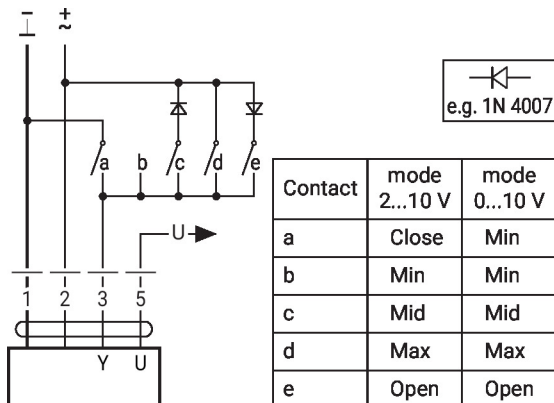 − +
⊥ ~
a b c d e
U
1 2 3 5
Y U
e.g. 1N 4007
Contact mode 2...10 V mode 0...10 V
a Close Min
b Min Min
c Mid Mid
d Max Max
e Open Open